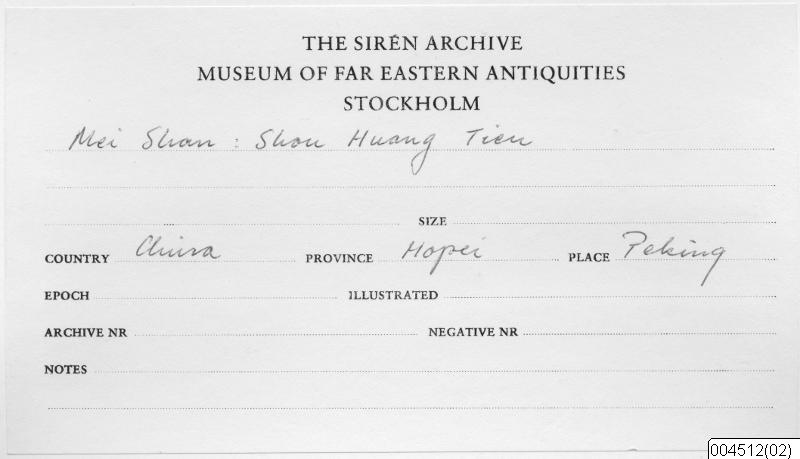 THE SIRÉN ARCHIVE
MUSEUM OF FAR EASTERN ANTIQUITIES
STOCKHOLM
Mei Shan : Shou Huang Tien
SIZE
COUNTRY China PROVINCE Hopei PLACE Peking
EPOCH ILLUSTRATED
ARCHIVE NR NEGATIVE NR
NOTES
004512(02)